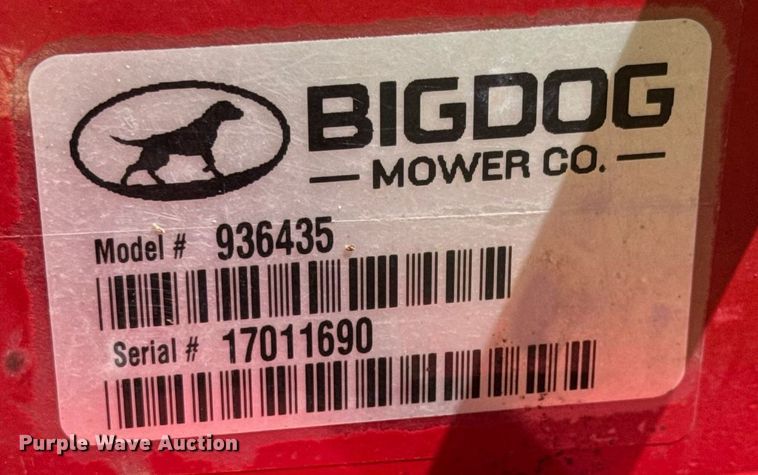 BIGDOG
MOWER CO.
Model # 936435
Serial # 17011690
Purple Wave Auction